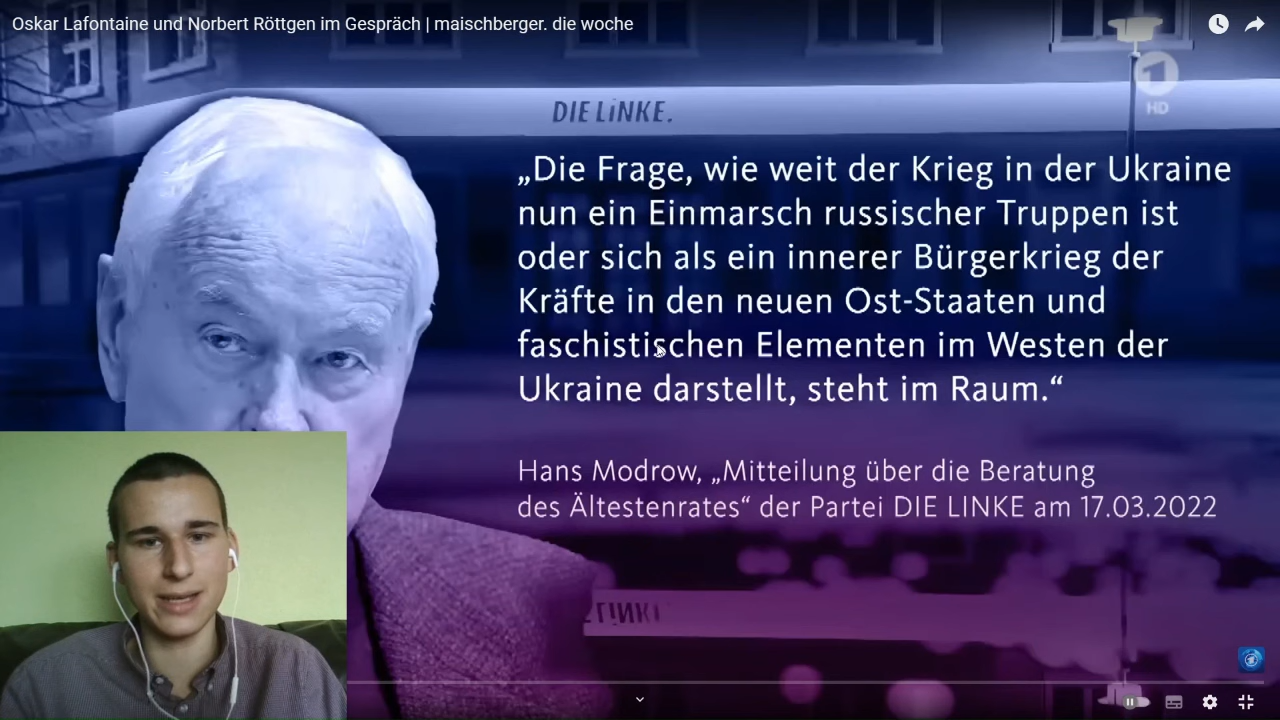 Oskar Lafontaine und Norbert Röttgen im Gespräch | maischberger. die woche
1
HD
DIE LINKE.
„Die Frage, wie weit der Krieg in der Ukraine
nun ein Einmarsch russischer Truppen ist
oder sich als ein innerer Bürgerkrieg der
Kräfte in den neuen Ost-Staaten und
faschistischen Elementen im Westen der
Ukraine darstellt, steht im Raum.“
Hans Modrow, „Mitteilung über die Beratung
des Ältestenrates“ der Partei DIE LINKE am 17.03.2022